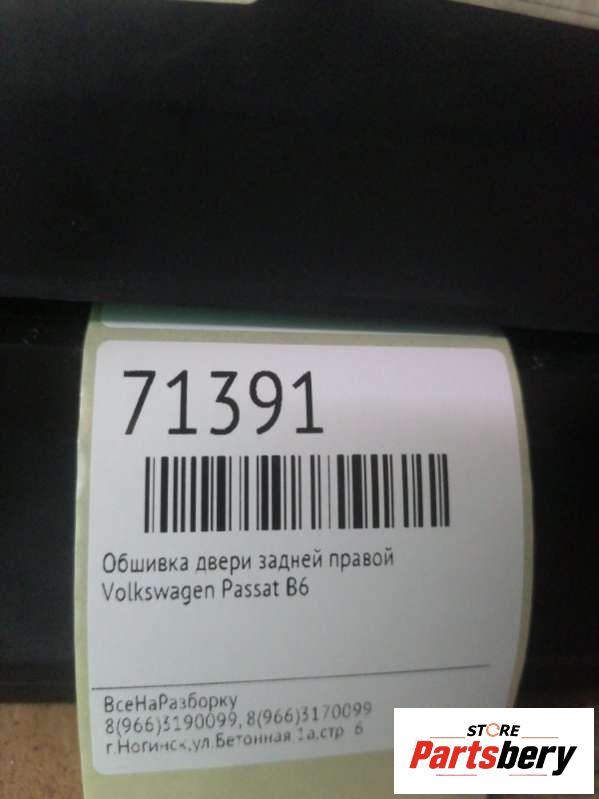 71391
Обшивка двери задней правой
Volkswagen Passat B6
ВсеНаРазборку
8(966)3190099, 8(966)3170099
г.Ногинск,ул.Бетонная 1а,стр 6
STORE
Partsbery